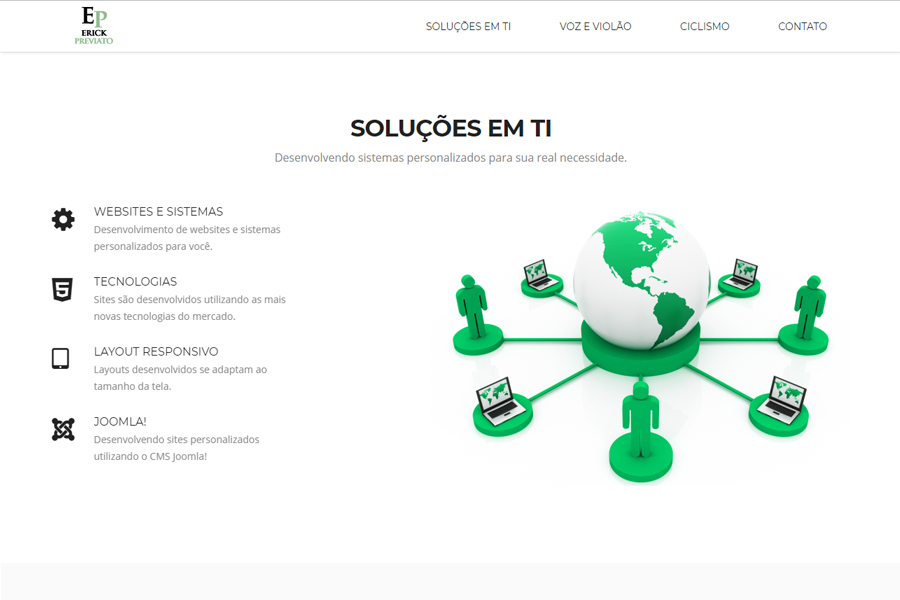 EP
ERICK
PREVIATO
SOLUÇÕES EM TI
VOZ E VIOLÃO
CICLISMO
CONTATO
SOLUÇÕES EM TI
Desenvolvendo sistemas personalizados para sua real necessidade.
WEBSITES E SISTEMAS
Desenvolvimento de websites e sistemas
personalizados para você.
TECNOLOGIAS
Sites são desenvolvidos utilizando as mais
novas tecnologias do mercado.
LAYOUT RESPONSIVO
Layouts desenvolvidos se adaptam ao
tamanho da tela.
JOOMLA!
Desenvolvendo sites personalizados
utilizando o CMS Joomla!